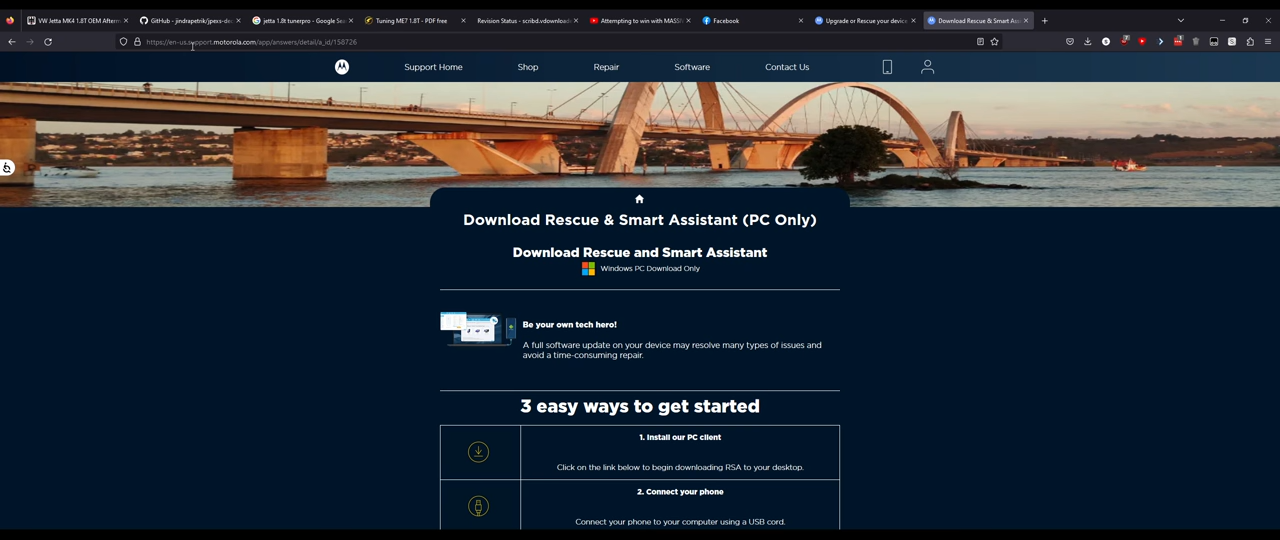 VW Jetta MK4 1.8T OEM Afterm
GitHub - jindrapetrik/jpexs-dec
jetta 1.8t tunerpro - Google Sea
Tuning ME7 1.8T - PDF free
Revision Status - scribd.vdownload
Attempting to win with MASSIV
Facebook
Upgrade or Rescue your device
Download Rescue & Smart Assis
https://en-us.support.motorola.com/app/answers/detail/a_id/158726
Support Home
Shop
Repair
Software
Contact Us
Download Rescue & Smart Assistant (PC Only)
Download Rescue and Smart Assistant
Windows PC Download Only
Be your own tech hero!
A full software update on your device may resolve many types of issues and
avoid a time-consuming repair.
3 easy ways to get started
1. Install our PC client
Click on the link below to begin downloading RSA to your desktop.
2. Connect your phone
Connect your phone to your computer using a USB cord.